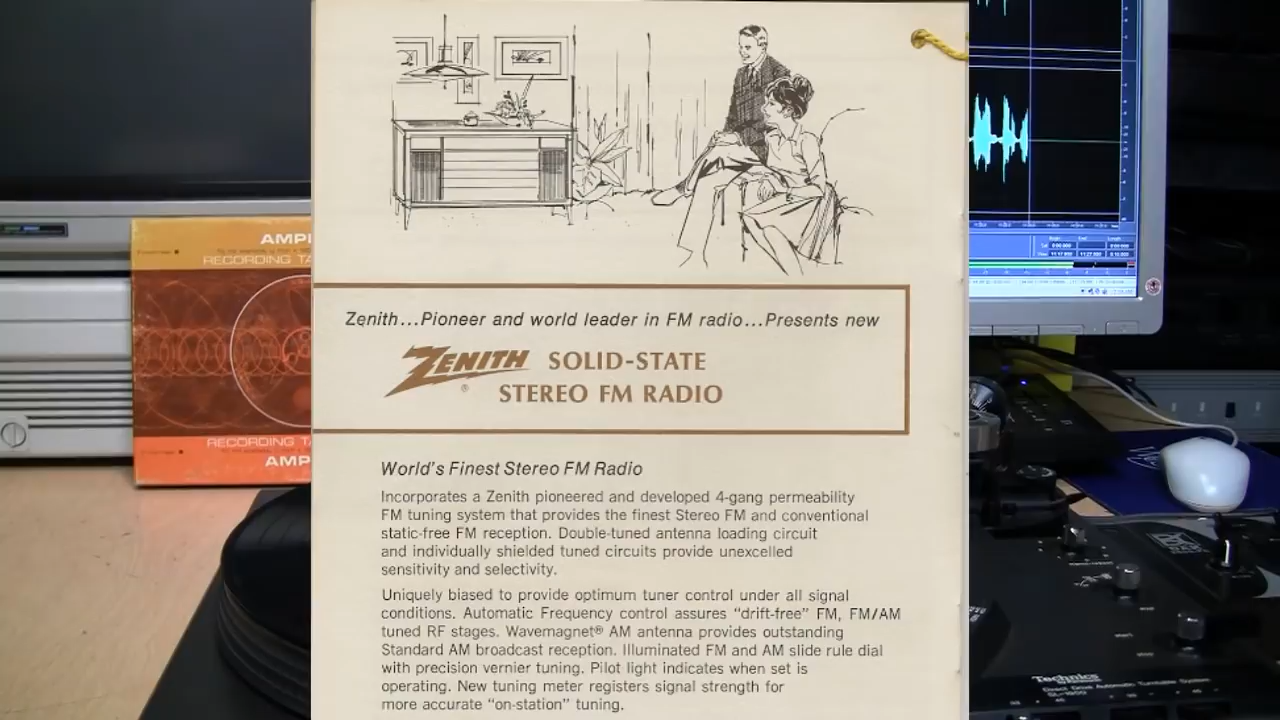 Zenith...Pioneer and world leader in FM radio...Presents new
ZENITH® SOLID-STATE
STEREO FM RADIO
World's Finest Stereo FM Radio
Incorporates a Zenith pioneered and developed 4-gang permeability
FM tuning system that provides the finest Stereo FM and conventional
static-free FM reception. Double-tuned antenna loading circuit
and individually shielded tuned circuits provide unexcelled
sensitivity and selectivity.
Uniquely biased to provide optimum tuner control under all signal
conditions. Automatic Frequency control assures “drift-free” FM, FM/AM
tuned RF stages. Wavemagnet® AM antenna provides outstanding
Standard AM broadcast reception. Illuminated FM and AM slide rule dial
with precision vernier tuning. Pilot light indicates when set is
operating. New tuning meter registers signal strength for
more accurate “on-station” tuning.
AMP
RECORDING TA
RECORDING TA
AMP
Technics
Direct Drive Automatic Turntable System